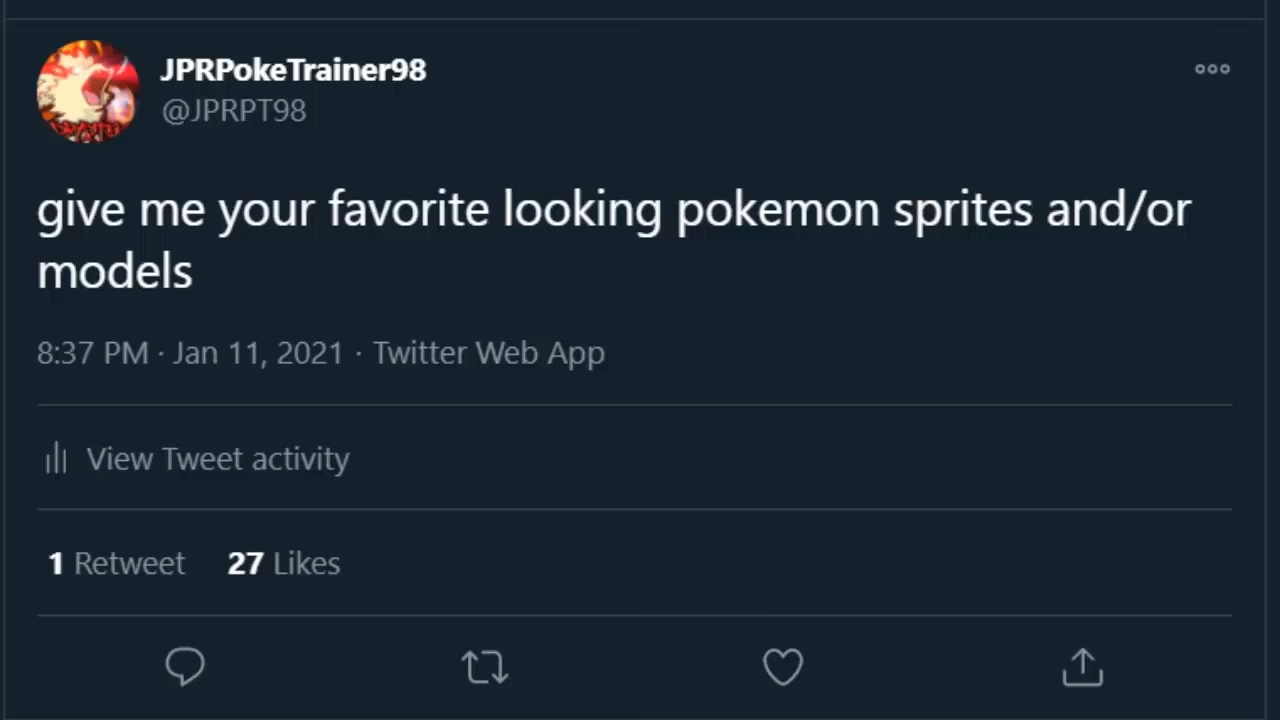 JPRPokeTrainer98
@JPRPT98
give me your favorite looking pokemon sprites and/or
models
8:37 PM · Jan 11, 2021 · Twitter Web App
View Tweet activity
1 Retweet 27 Likes